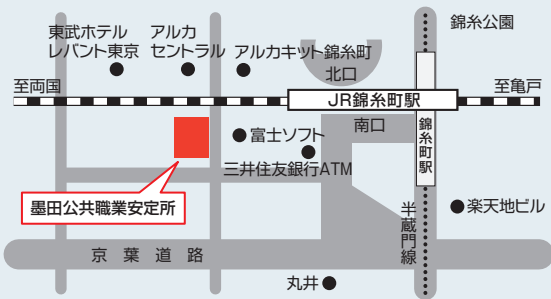 錦糸公園
東武ホテル
レバント東京
アルカ
セントラル
アルカキット錦糸町
北口
至両国
JR錦糸町駅
至亀戸
富士ソフト
南口
錦糸町駅
三井住友銀行ATM
墨田公共職業安定所
半蔵門線
楽天地ビル
京葉道路
丸井